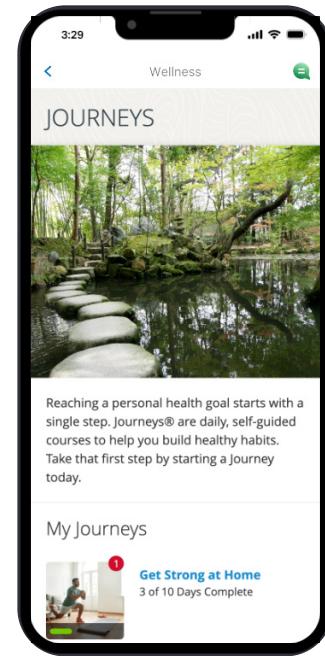 3:29
Wellness
JOURNEYS
Reaching a personal health goal starts with a
single step. Journeys® are daily, self-guided
courses to help you build healthy habits.
Take that first step by starting a Journey
today.
My Journeys
1
Get Strong at Home
3 of 10 Days Complete